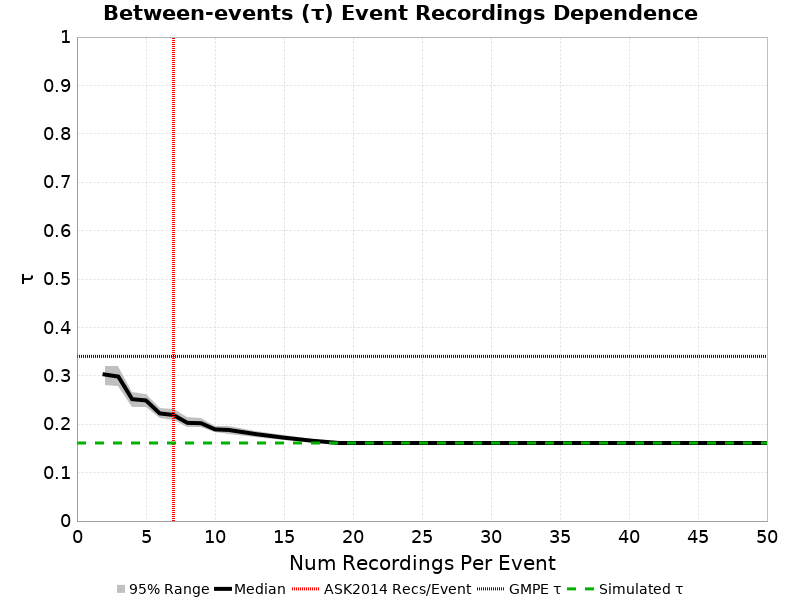 Between-events (τ) Event Recordings Dependence
1
0.9
0.8
0.7
0.6
0.5
0.4
0.3
0.2
0.1
0
τ
0 5 10 15 20 25 30 35 40 45 50
Num Recordings Per Event
95% Range Median ASK2014 Recs/Event GMPE τ Simulated τ